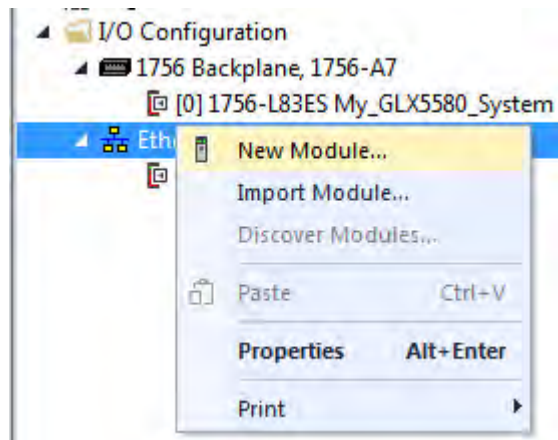 I/O Configuration
1756 Backplane, 1756-A7
[0] 1756-L83ES My_GLX5580_System
New Module...
Import Module...
Discover Modules...
Paste Ctrl+V
Properties Alt+Enter
Print